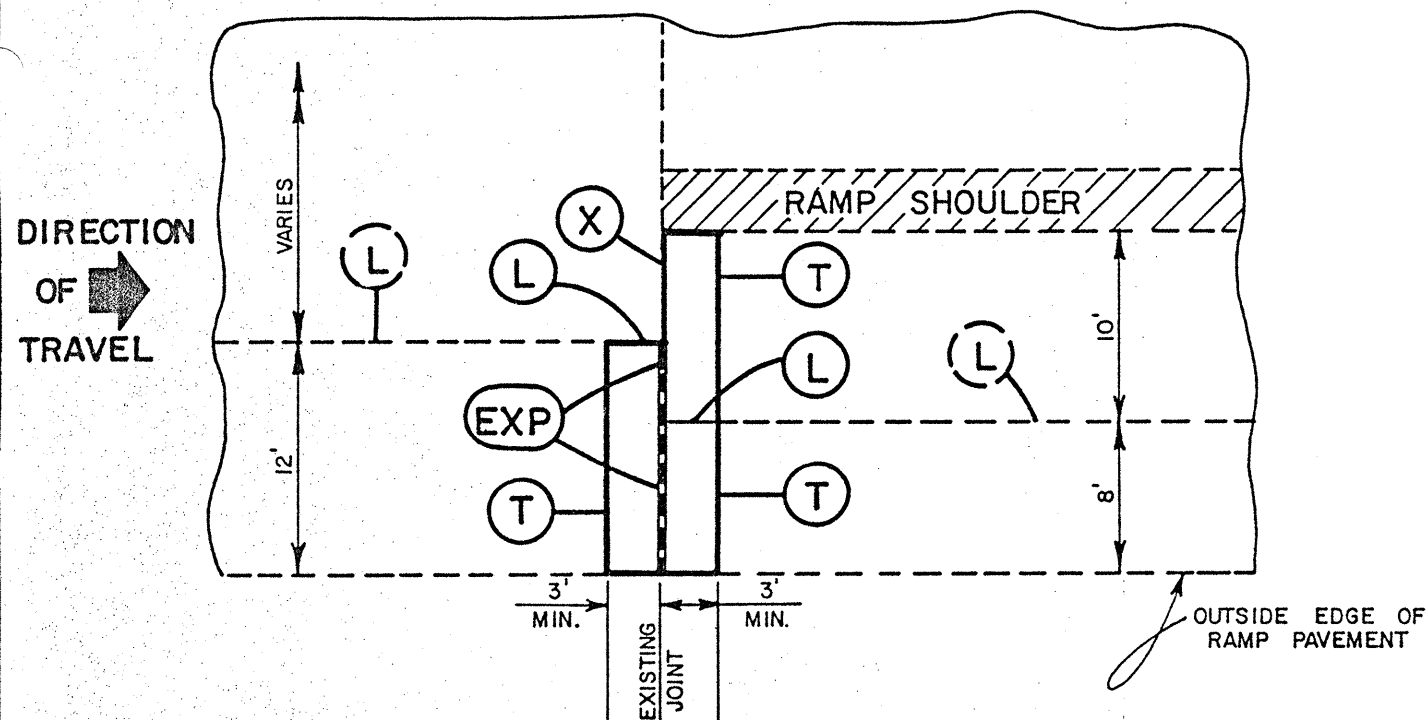 DIRECTION
OF
TRAVEL
VARIES
12'
L
X
L
EXP
T
RAMP SHOULDER
T
L
L
T
10'
8'
3'
MIN.
3'
MIN.
EXISTING
JOINT
OUTSIDE EDGE OF
RAMP PAVEMENT